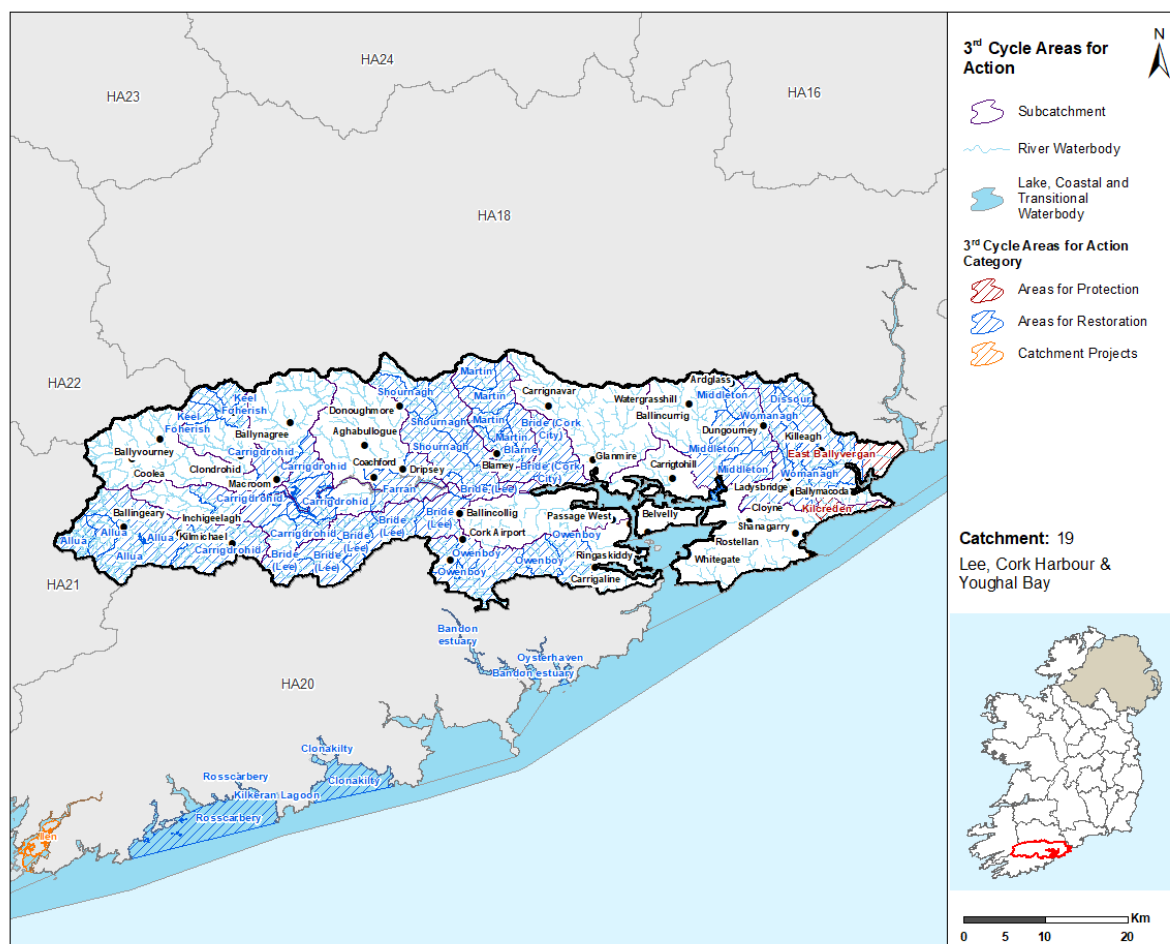 HA24
HA23
HA16
HA18
HA22
HA21
HA20
Martin
Keel
Foherish
Keel
Foherish
Shournagh
Carrignavar
Ardglass
Middleton
Dissour
Watergrasshill
Donoughmore
Martin
Shournagh
Ballincurrig
Womanagh
Ballynagree
Aghabullogue
Martin
Bride (Cork
City)
Dungourney
Ballyvourney
Carrigdrohid
Shournagh
Martin
Blarney
Middleton
Killeagh
East Ballyvergan
Coolea
Clondrohid
Carrigdrohid
Coachford
Dripsey
Blarney
Bride (Cork
City)
Glanmire
Carrigtohill
Middleton
Womanagh
Macroom
Farran
Bride (Lee)
Ladysbridge
Ballymacoda
Carrigdrohid
Carrigdrohid
Ballingeary
Inchigeelagh
Bride
(Lee)
Ballincollig
Passage West
Belvelly
Cloyne
Kilcreden
Allua
Allua
Kilmichael
Carrigdrohid
Bride
(Lee)
Cork Airport
Owenboy
Shanagarry
Allua
Carrigdrohid
Bride
(Lee)
Bride
(Lee)
Owenboy
Owenboy
Ringaskiddy
Rostellan
Whitegate
Owenboy
Carrigaline
Bandon
estuary
Oysterhaven
Bandon estuary
Clonakilty
Clonakilty
Rosscarbery
Kilkeran Lagoon
Rosscarbery
3rd Cycle Areas for
Action
N
Subcatchment
River Waterbody
Lake, Coastal and
Transitional
Waterbody
3rd Cycle Areas for Action
Category
Areas for Protection
Areas for Restoration
Catchment Projects
Catchment: 19
Lee, Cork Harbour &
Youghal Bay
Km
0 5 10 20